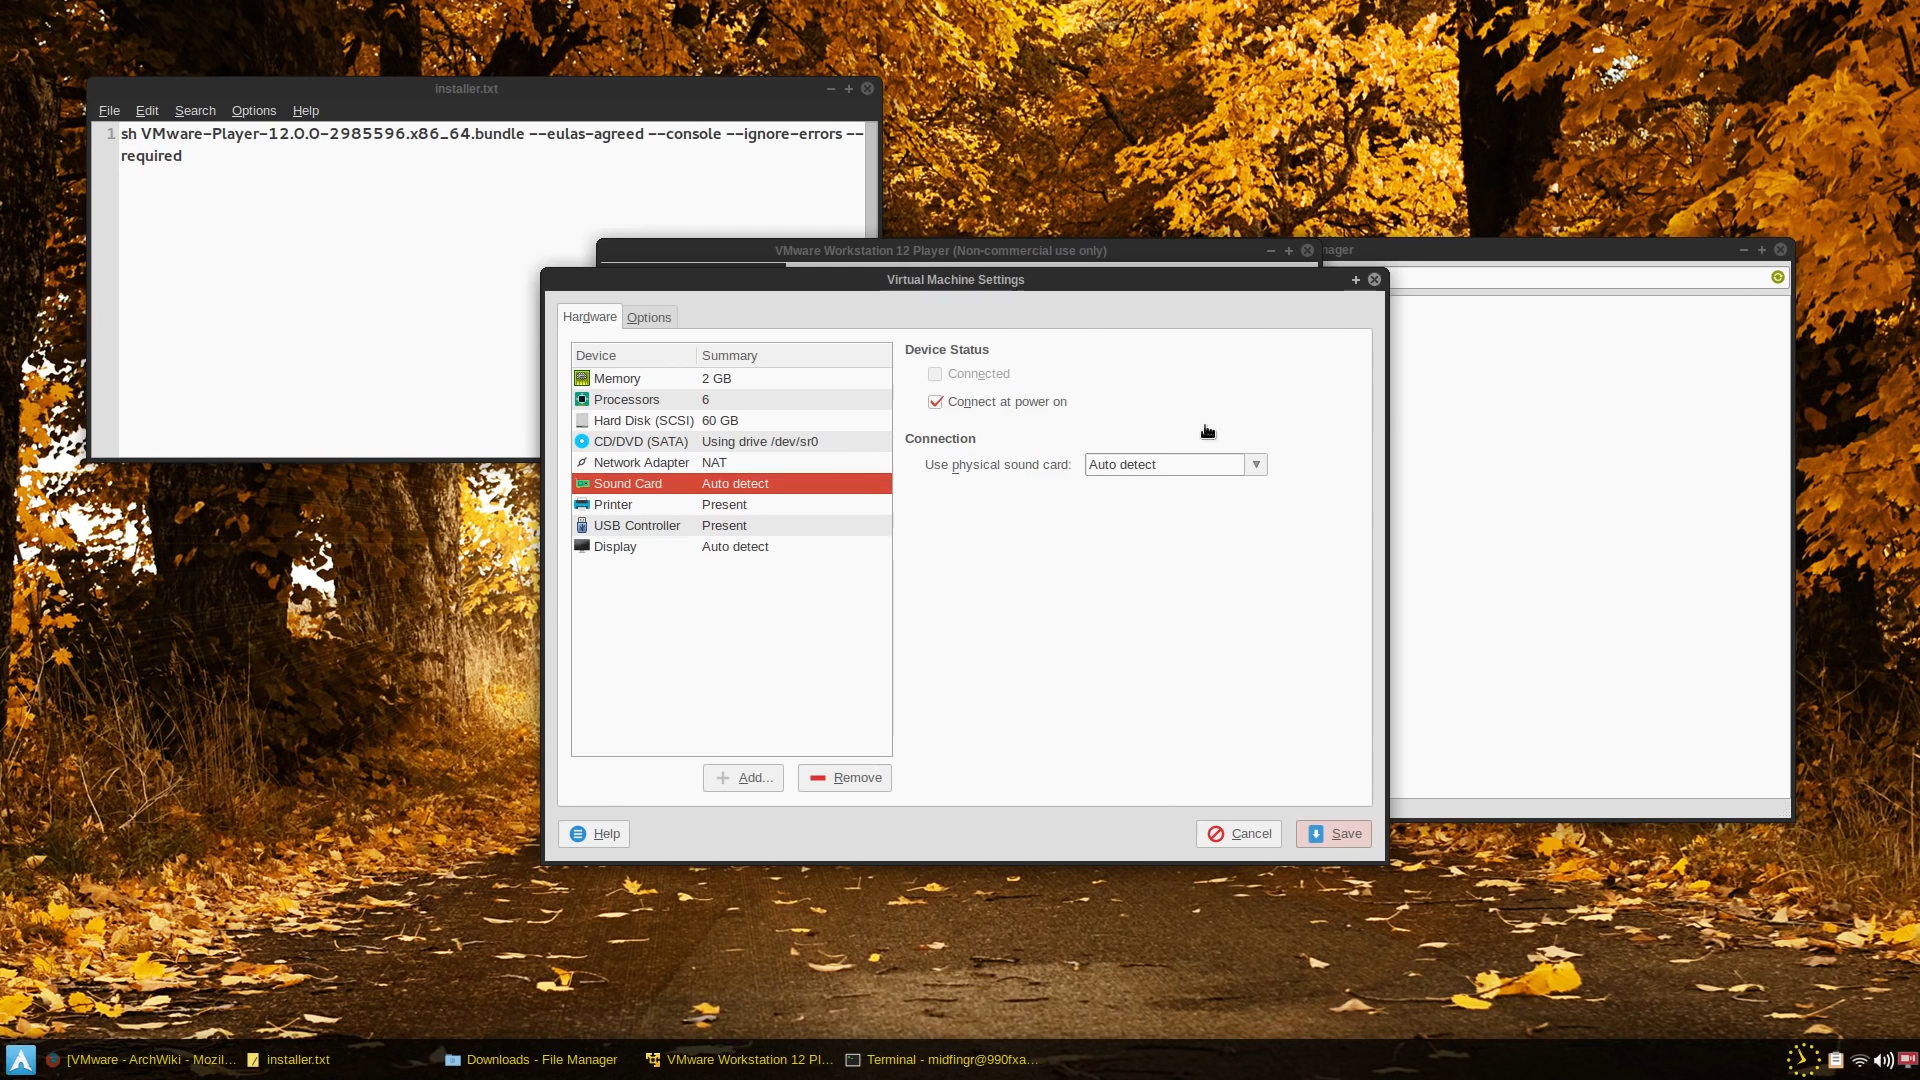 installer.txt
File Edit Search Options Help
1 sh VMware-Player-12.0.0-2985596.x86_64.bundle --eulas-agreed --console --ignore-errors --
required
VMware Workstation 12 Player (Non-commercial use only)
nager
Virtual Machine Settings
Hardware Options
Device Summary
Memory 2 GB
Processors 6
Hard Disk (SCSI) 60 GB
CD/DVD (SATA) Using drive /dev/sr0
Network Adapter NAT
Sound Card Auto detect
Printer Present
USB Controller Present
Display Auto detect
Add... Remove
Device Status
Connected
Connect at power on
Connection
Use physical sound card: Auto detect
Help Cancel Save
[VMware - ArchWiki - Mozil... installer.txt Downloads - File Manager VMware Workstation 12 Pl... Terminal - midfingr@990fxa...